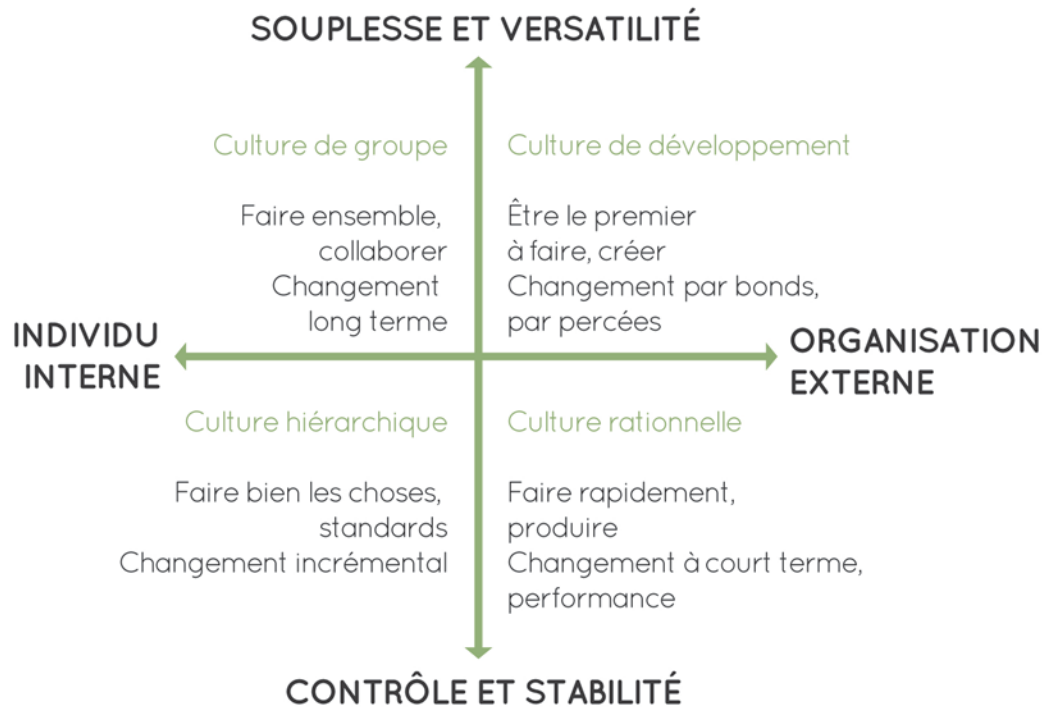 SOUPLESSE ET VERSATILITÉ
Culture de groupe
Faire ensemble,
collaborer
Changement
long terme
Culture de développement
Être le premier
à faire, créer
Changement par bonds,
par percées
INDIVIDU
INTERNE
ORGANISATION
EXTERNE
Culture hiérarchique
Faire bien les choses,
standards
Changement incrémental
Culture rationnelle
Faire rapidement,
produire
Changement à court terme,
performance
CONTRÔLE ET STABILITÉ